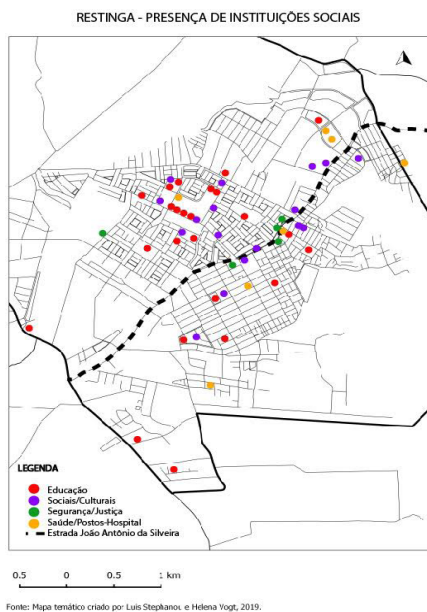 RESTINGA - PRESENÇA DE INSTITUIÇÕES SOCIAIS
LEGENDA
Educação
Sociais/Culturais
Segurança/Justiça
Saúde/Postos-Hospital
Estrada João Antônio da Silveira
0.5 0 0.5 1 km
Fonte: Mapa temático criado por Luis Stephanou e Helena Vogt, 2019.